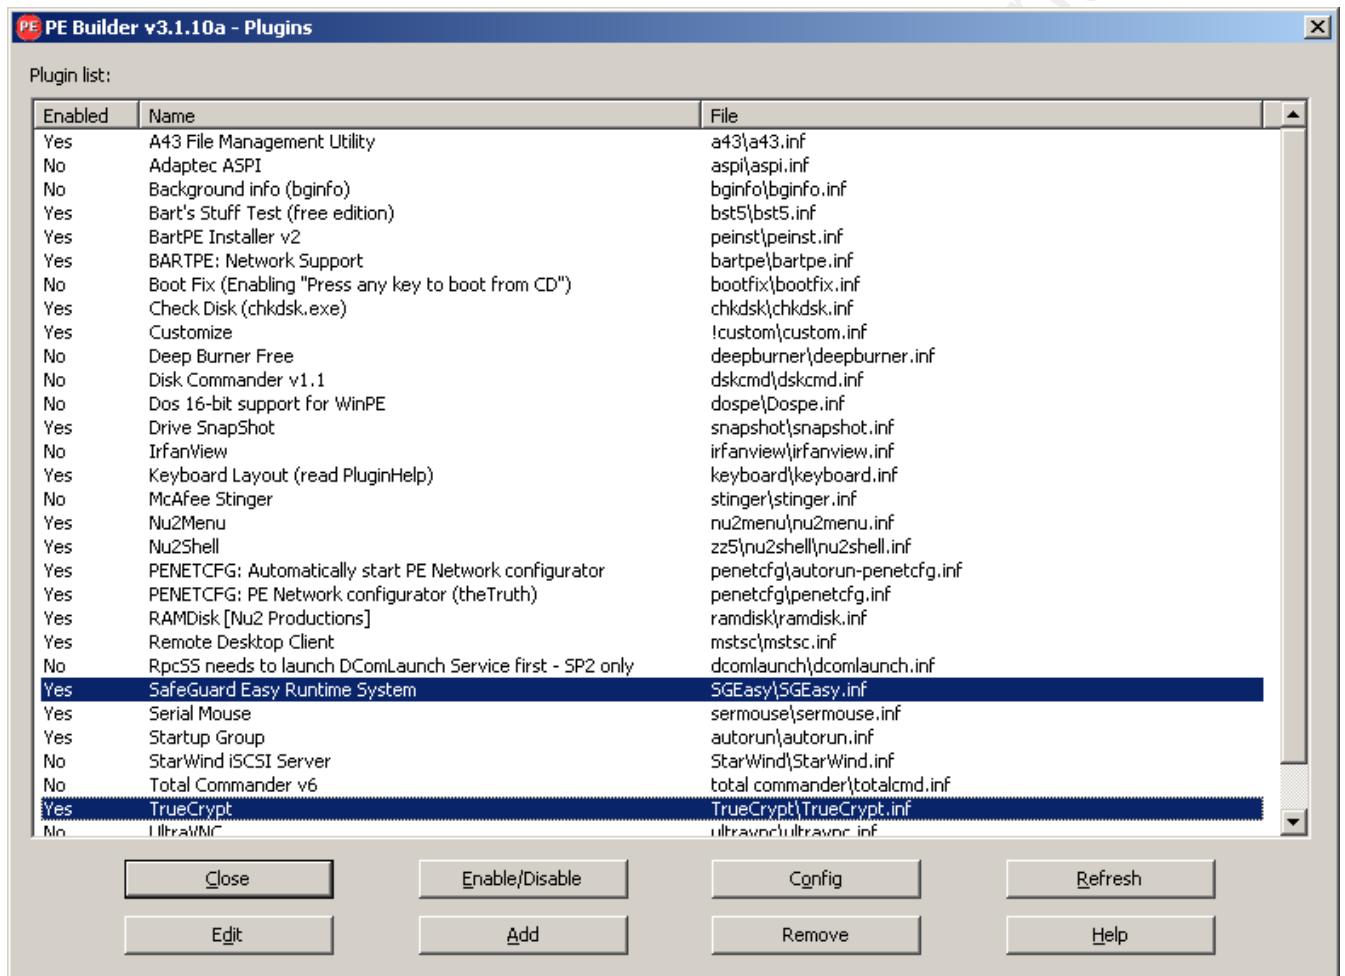 PE Builder v3.1.10a - Plugins
Plugin list:
Enabled Name File
Yes A43 File Management Utility a43\a43.inf
No Adaptec ASPI aspi\aspi.inf
No Background info (bginfo) bginfo\bginfo.inf
Yes Bart's Stuff Test (free edition) bst5\bst5.inf
Yes BartPE Installer v2 peinst\peinst.inf
Yes BARTPE: Network Support bartpe\bartpe.inf
No Boot Fix (Enabling "Press any key to boot from CD") bootfix\bootfix.inf
Yes Check Disk (chkdsk.exe) chkdsk\chkdsk.inf
Yes Customize !custom\custom.inf
No Deep Burner Free deepburner\deepburner.inf
No Disk Commander v1.1 dskcmd\dskcmd.inf
No Dos 16-bit support for WinPE dospe\Dospe.inf
Yes Drive SnapShot snapshot\snapshot.inf
No IrfanView irfanview\irfanview.inf
Yes Keyboard Layout (read PluginHelp) keyboard\keyboard.inf
No McAfee Stinger stinger\stinger.inf
Yes Nu2Menu nu2menu\nu2menu.inf
Yes Nu2Shell zz5\nu2shell\nu2shell.inf
Yes PENETCFG: Automatically start PE Network configurator penetcfg\autorun-penetcfg.inf
Yes PENETCFG: PE Network configurator (theTruth) penetcfg\penetcfg.inf
Yes RAMDisk [Nu2 Productions] ramdisk\ramdisk.inf
Yes Remote Desktop Client mstsc\mstsc.inf
No RpcSS needs to launch DComLaunch Service first - SP2 only dcomlaunch\dcomlaunch.inf
Yes SafeGuard Easy Runtime System SGEasy\SGEasy.inf
Yes Serial Mouse sermouse\sermouse.inf
Yes Startup Group autorun\autorun.inf
No StarWind iSCSI Server StarWind\StarWind.inf
No Total Commander v6 total commander\totalcmd.inf
Yes TrueCrypt TrueCrypt\TrueCrypt.inf
No UltraVNC ultravnc\ultravnc.inf
Close Enable/Disable Config Refresh
Edit Add Remove Help